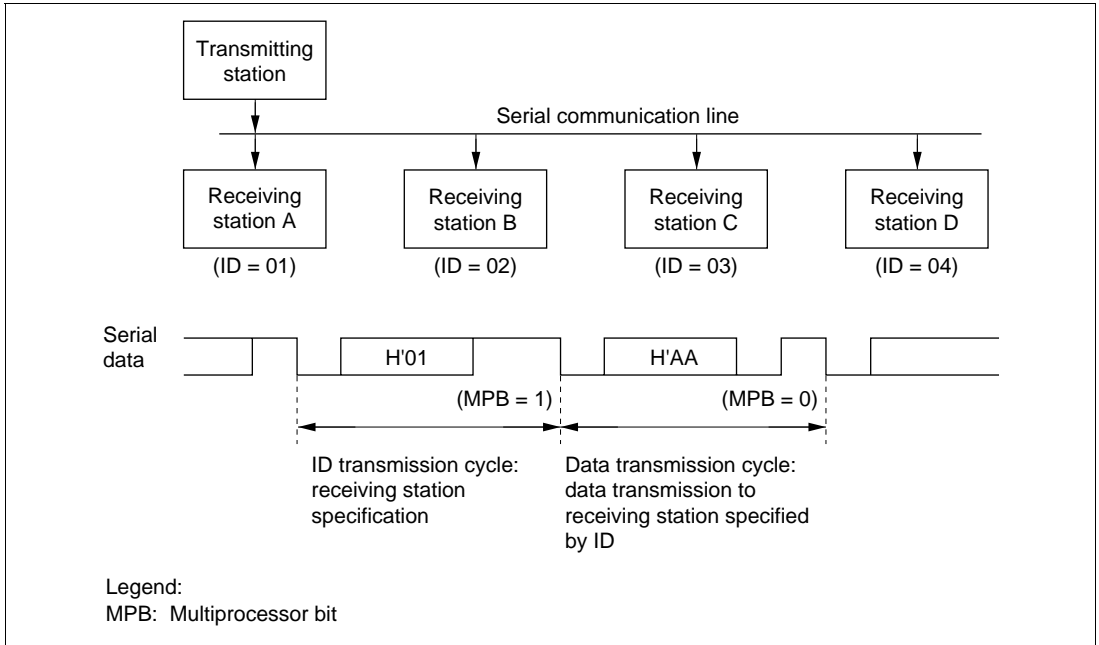 Transmitting
station
Serial communication line
Receiving
station A
(ID = 01)
Receiving
station B
(ID = 02)
Receiving
station C
(ID = 03)
Receiving
station D
(ID = 04)
Serial
data
H'01
H'AA
(MPB = 1)
(MPB = 0)
ID transmission cycle:
receiving station
specification
Data transmission cycle:
data transmission to
receiving station specified
by ID
Legend:
MPB: Multiprocessor bit